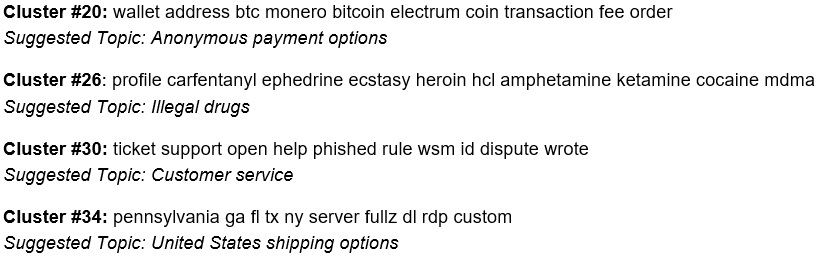 Cluster #20: wallet address btc monero bitcoin electrum coin transaction fee order
Suggested Topic: Anonymous payment options
Cluster #26: profile carfentanyl ephedrine ecstasy heroin hcl amphetamine ketamine cocaine mdma
Suggested Topic: Illegal drugs
Cluster #30: ticket support open help phished rule wsm id dispute wrote
Suggested Topic: Customer service
Cluster #34: pennsylvania ga fl tx ny server fullz dl rdp custom
Suggested Topic: United States shipping options